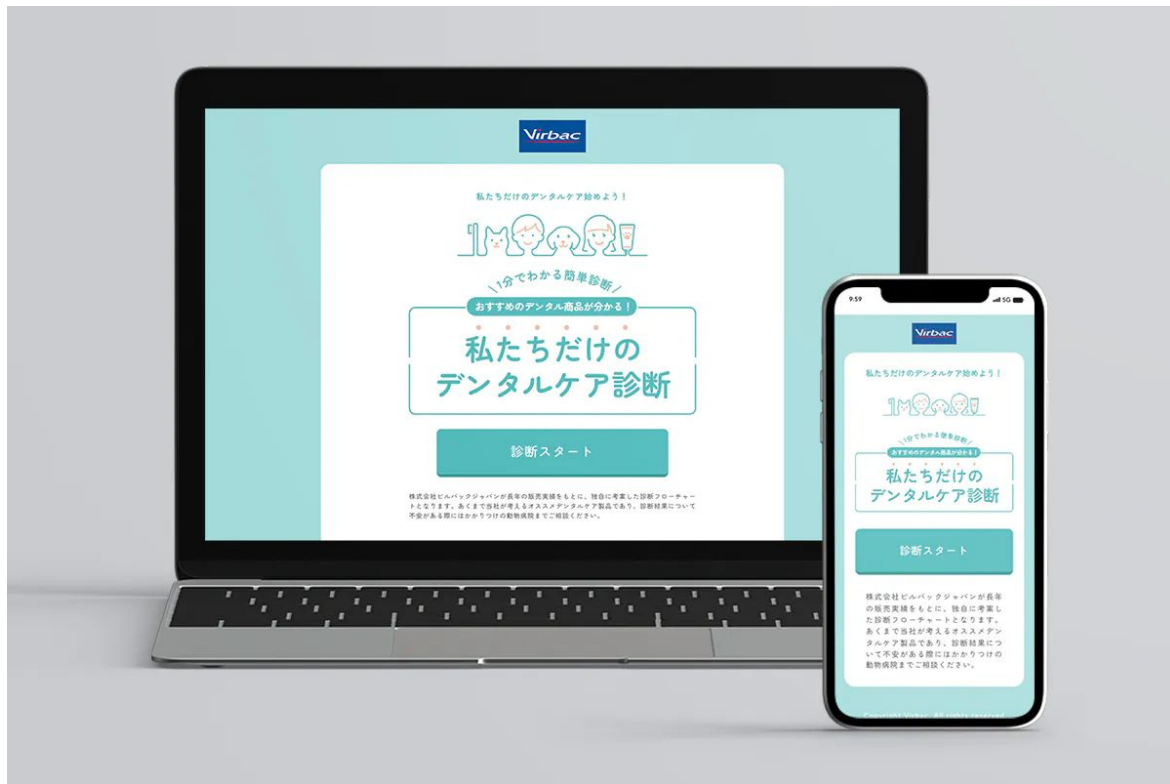 Virbac
私たちだけのデンタルケア始めよう！
1分でわかる簡単診断
おすすめのデンタル商品が分かる！
私たちだけの
デンタルケア診断
診断スタート
株式会社ビルバックジャパンが長年の販売実績をもとに、独自に考案した診断フローチャー
トとなります。あくまで当社が考えるオススメデンタルケア製品であり、診断結果について
不安がある際にはかかりつけの動物病院までご相談ください。
9:59
5G
Virbac
私たちだけのデンタルケア始めよう！
1分でわかる簡単診断
おすすめのデンタル商品が分かる！
私たちだけの
デンタルケア診断
診断スタート
株式会社ビルバックジャパンが長年
の販売実績をもとに、独自に考案し
た診断フローチャートとなります。
あくまで当社が考えるオススメデン
タルケア製品であり、診断結果につ
いて不安がある際にはかかりつけの
動物病院までご相談ください。
Copyright Virbac. All rights reserved